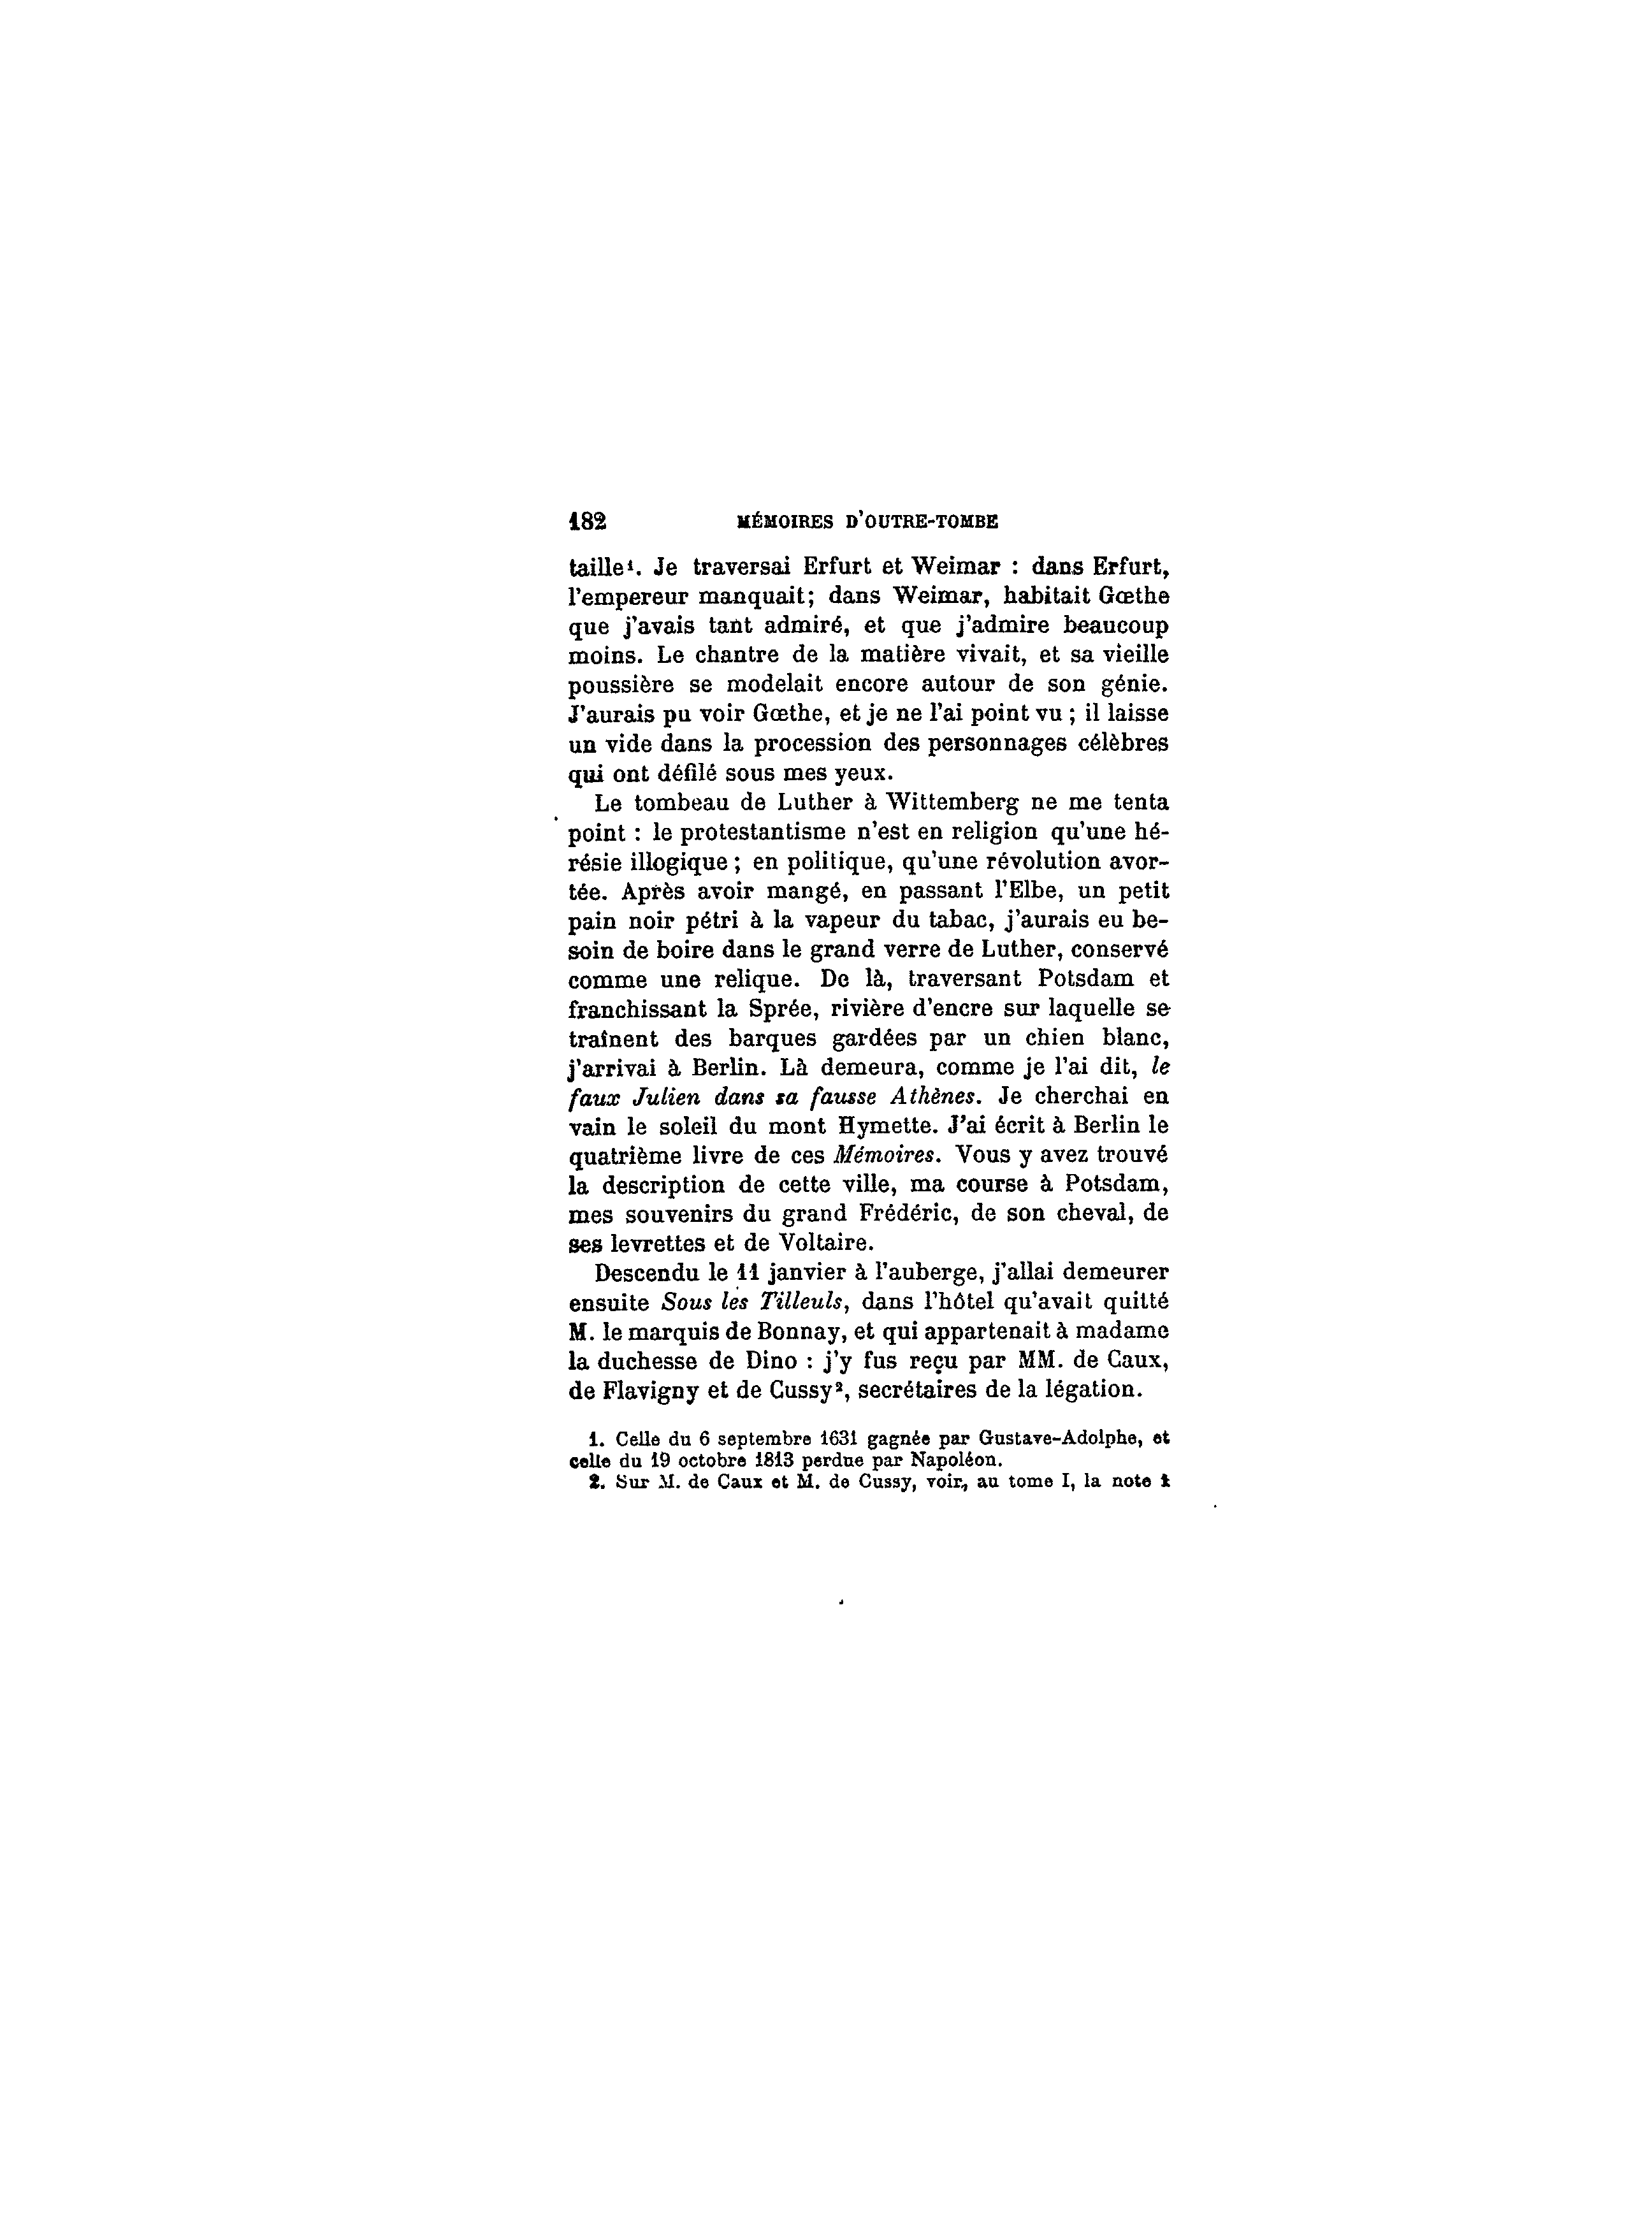 182 MÉMOIRES D'OUTRE-TOMBE
taille¹. Je traversai Erfurt et Weimar : dans Erfurt,
l'empereur manquait; dans Weimar, habitait Gœthe
que j'avais tant admiré, et que j'admire beaucoup
moins. Le chantre de la matière vivait, et sa vieille
poussière se modelait encore autour de son génie.
J'aurais pu voir Gœthe, et je ne l'ai point vu ; il laisse
un vide dans la procession des personnages célèbres
qui ont défilé sous mes yeux.
Le tombeau de Luther à Wittemberg ne me tenta
point : le protestantisme n'est en religion qu'une hé-
résie illogique ; en politique, qu'une révolution avor-
tée. Après avoir mangé, en passant l'Elbe, un petit
pain noir pétri à la vapeur du tabac, j'aurais eu be-
soin de boire dans le grand verre de Luther, conservé
comme une relique. De là, traversant Potsdam et
franchissant la Sprée, rivière d'encre sur laquelle se
traînent des barques gardées par un chien blanc,
j'arrivai à Berlin. Là demeura, comme je l'ai dit, le
faux Julien dans sa fausse Athènes. Je cherchai en
vain le soleil du mont Hymette. J'ai écrit à Berlin le
quatrième livre de ces Mémoires. Vous y avez trouvé
la description de cette ville, ma course à Potsdam,
mes souvenirs du grand Frédéric, de son cheval, de
ses levrettes et de Voltaire.
Descendu le 11 janvier à l'auberge, j'allai demeurer
ensuite Sous les Tilleuls, dans l'hôtel qu'avait quitté
M. le marquis de Bonnay, et qui appartenait à madame
la duchesse de Dino : j'y fus reçu par MM. de Caux,
de Flavigny et de Cussy², secrétaires de la légation.
1. Celle du 6 septembre 1631 gagnée par Gustave-Adolphe, et
celle du 19 octobre 1813 perdue par Napoléon.
2. Sur M. de Caux et M. de Cussy, voir, au tome I, la note 1